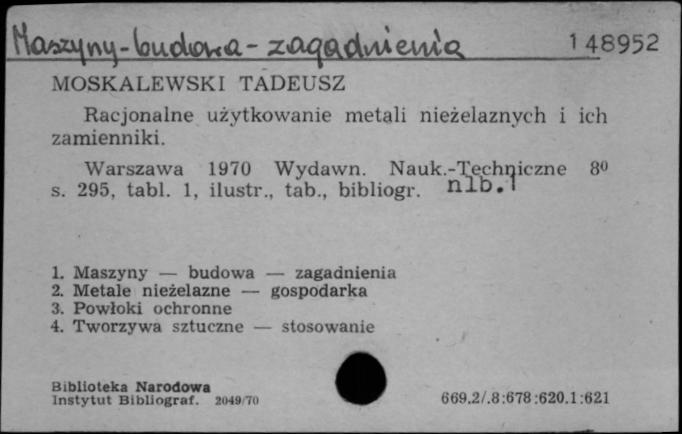 Maszyny-budowa-zagadnienia 148952
MOSKALEWSKI TADEUSZ
Racjonalne użytkowanie metali nieżelaznych i ich
zamienniki.
Warszawa 1970 Wydawn. Nauk.-Techniczne 8⁰
s. 295, tabl. 1, ilustr., tab., bibliogr. nlb.1
1. Maszyny — budowa — zagadnienia
2. Metale nieżelazne — gospodarka
3. Powłoki ochronne
4. Tworzywa sztuczne — stosowanie
Biblioteka Narodowa
Instytut Bibliograf. 2049/70 669.2/.8:678:620.1:621